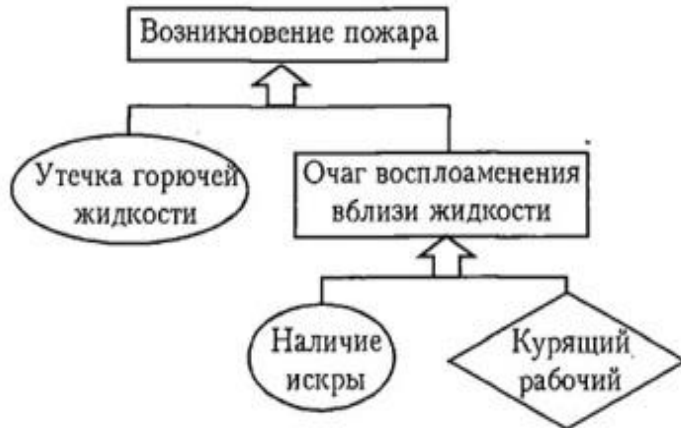 Возникновение пожара
Утечка горючей
жидкости
Очаг восплоаменения
вблизи жидкости
Наличие
искры
Курящий
рабочий